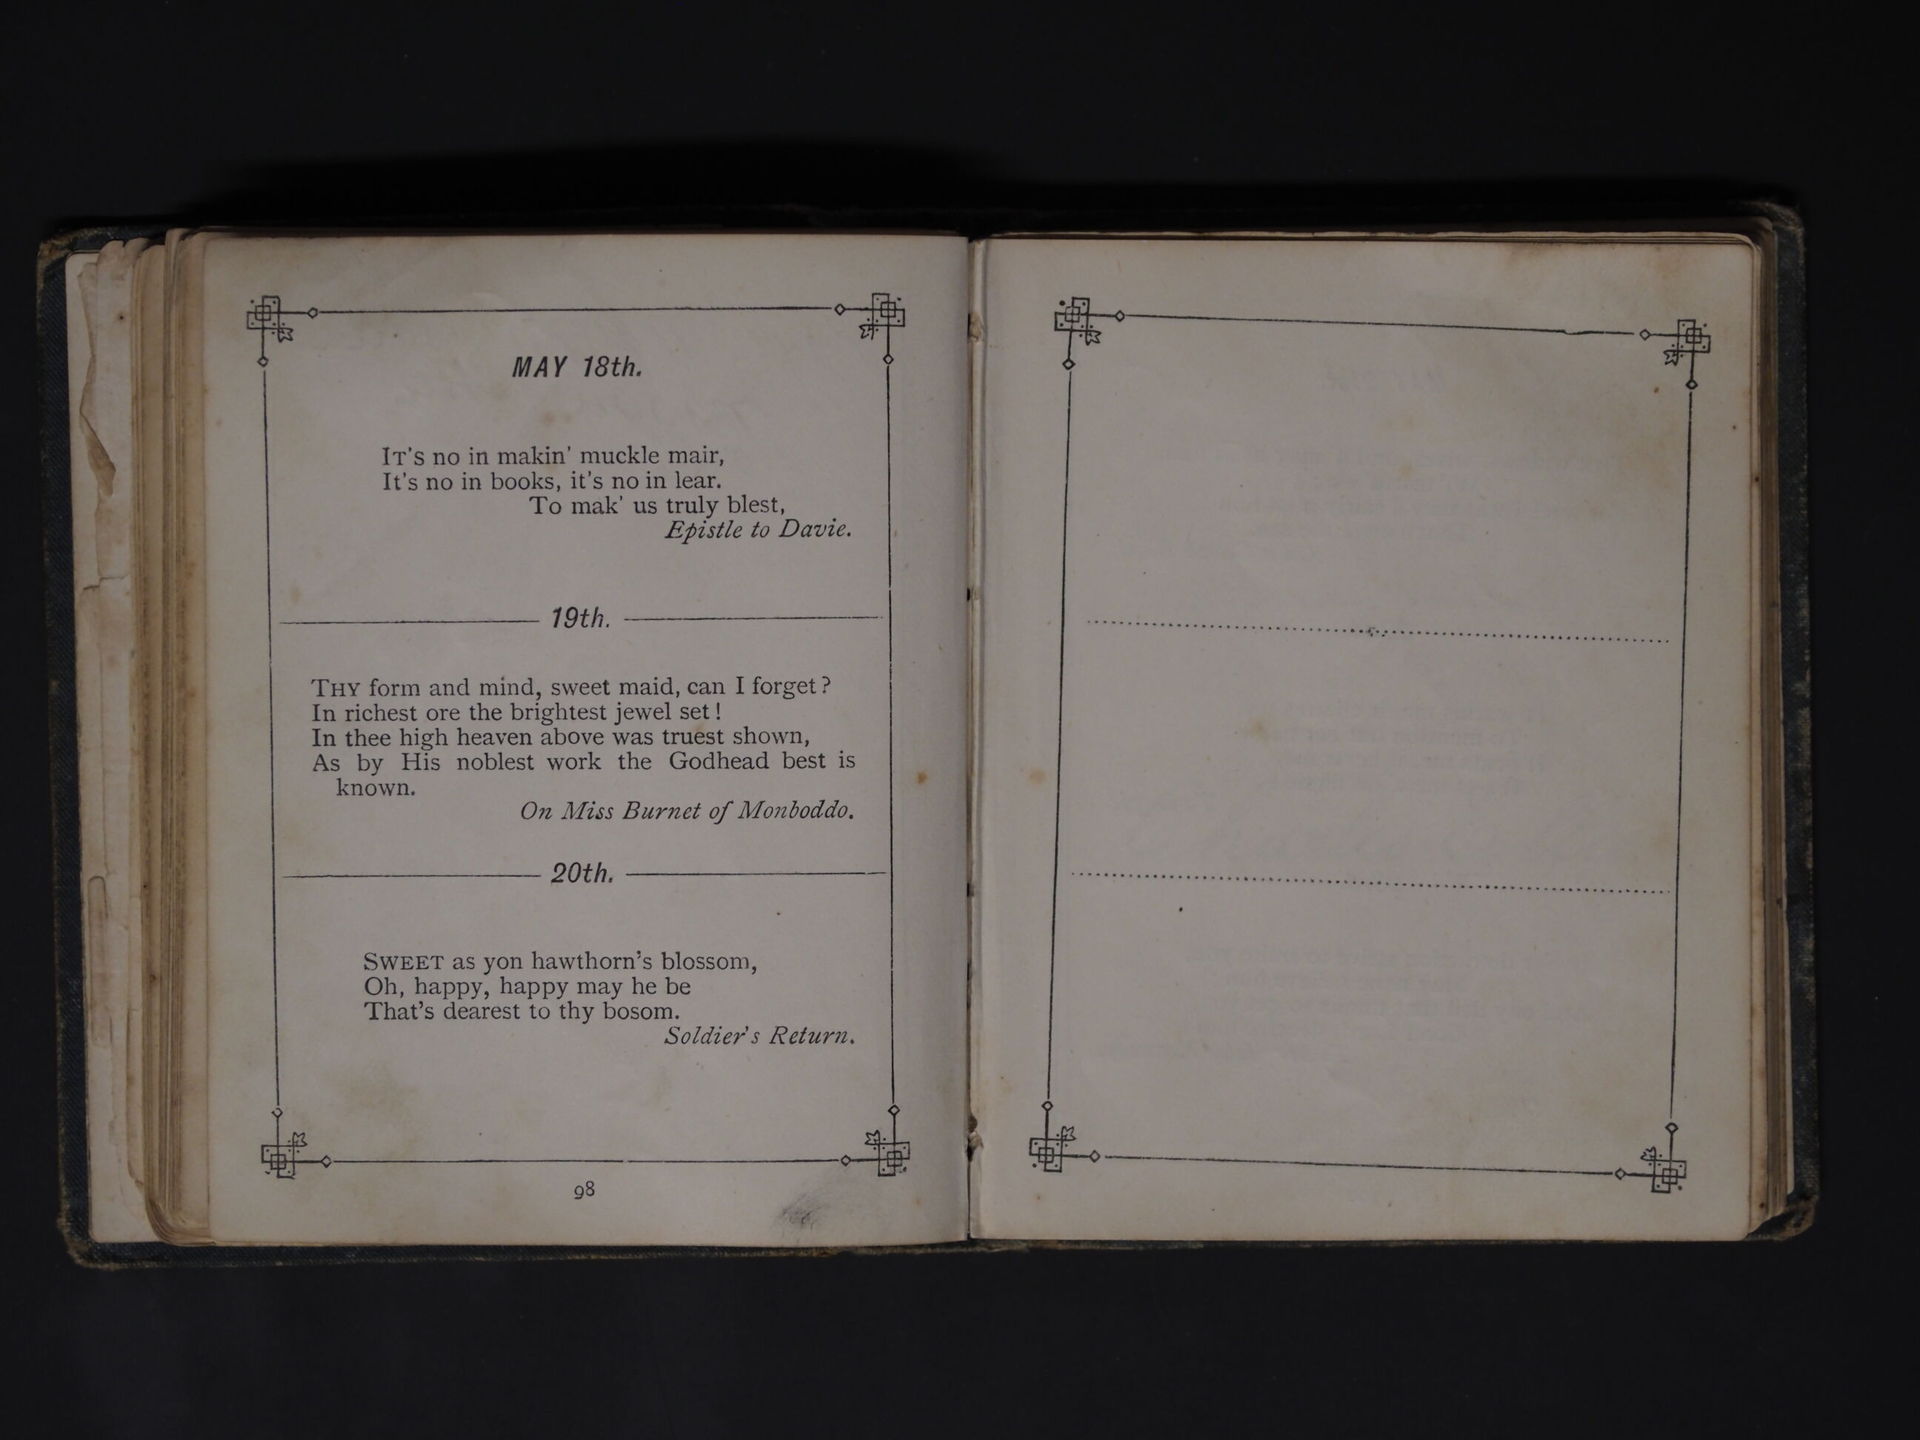 MAY 18th.
IT'S no in makin' muckle mair,
It's no in books, it's no in lear.
To mak' us truly blest,
Epistle to Davie.
19th.
THY form and mind, sweet maid, can I forget?
In richest ore the brightest jewel set!
In thee high heaven above was truest shown,
As by His noblest work the Godhead best is
known.
On Miss Burnet of Monboddo.
20th.
SWEET as yon hawthorn's blossom,
Oh, happy, happy may he be
That's dearest to thy bosom.
Soldier's Return.
98